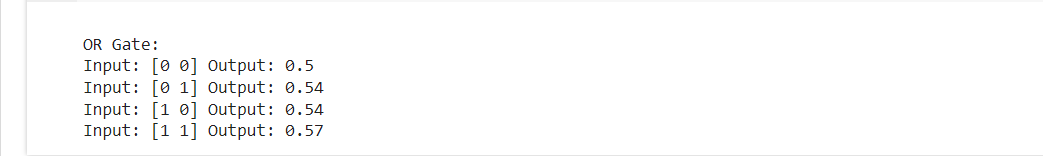 OR Gate:
Input: [0 0] Output: 0.5
Input: [0 1] Output: 0.54
Input: [1 0] Output: 0.54
Input: [1 1] Output: 0.57